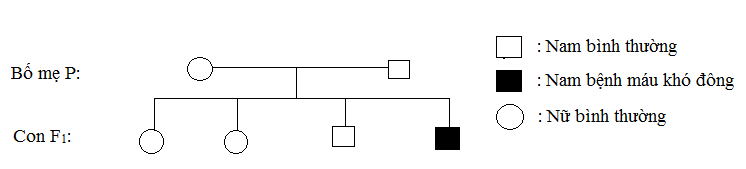 Bố mẹ P:
Con F1:
: Nam bình thường
: Nam bệnh máu khó đông
: Nữ bình thường